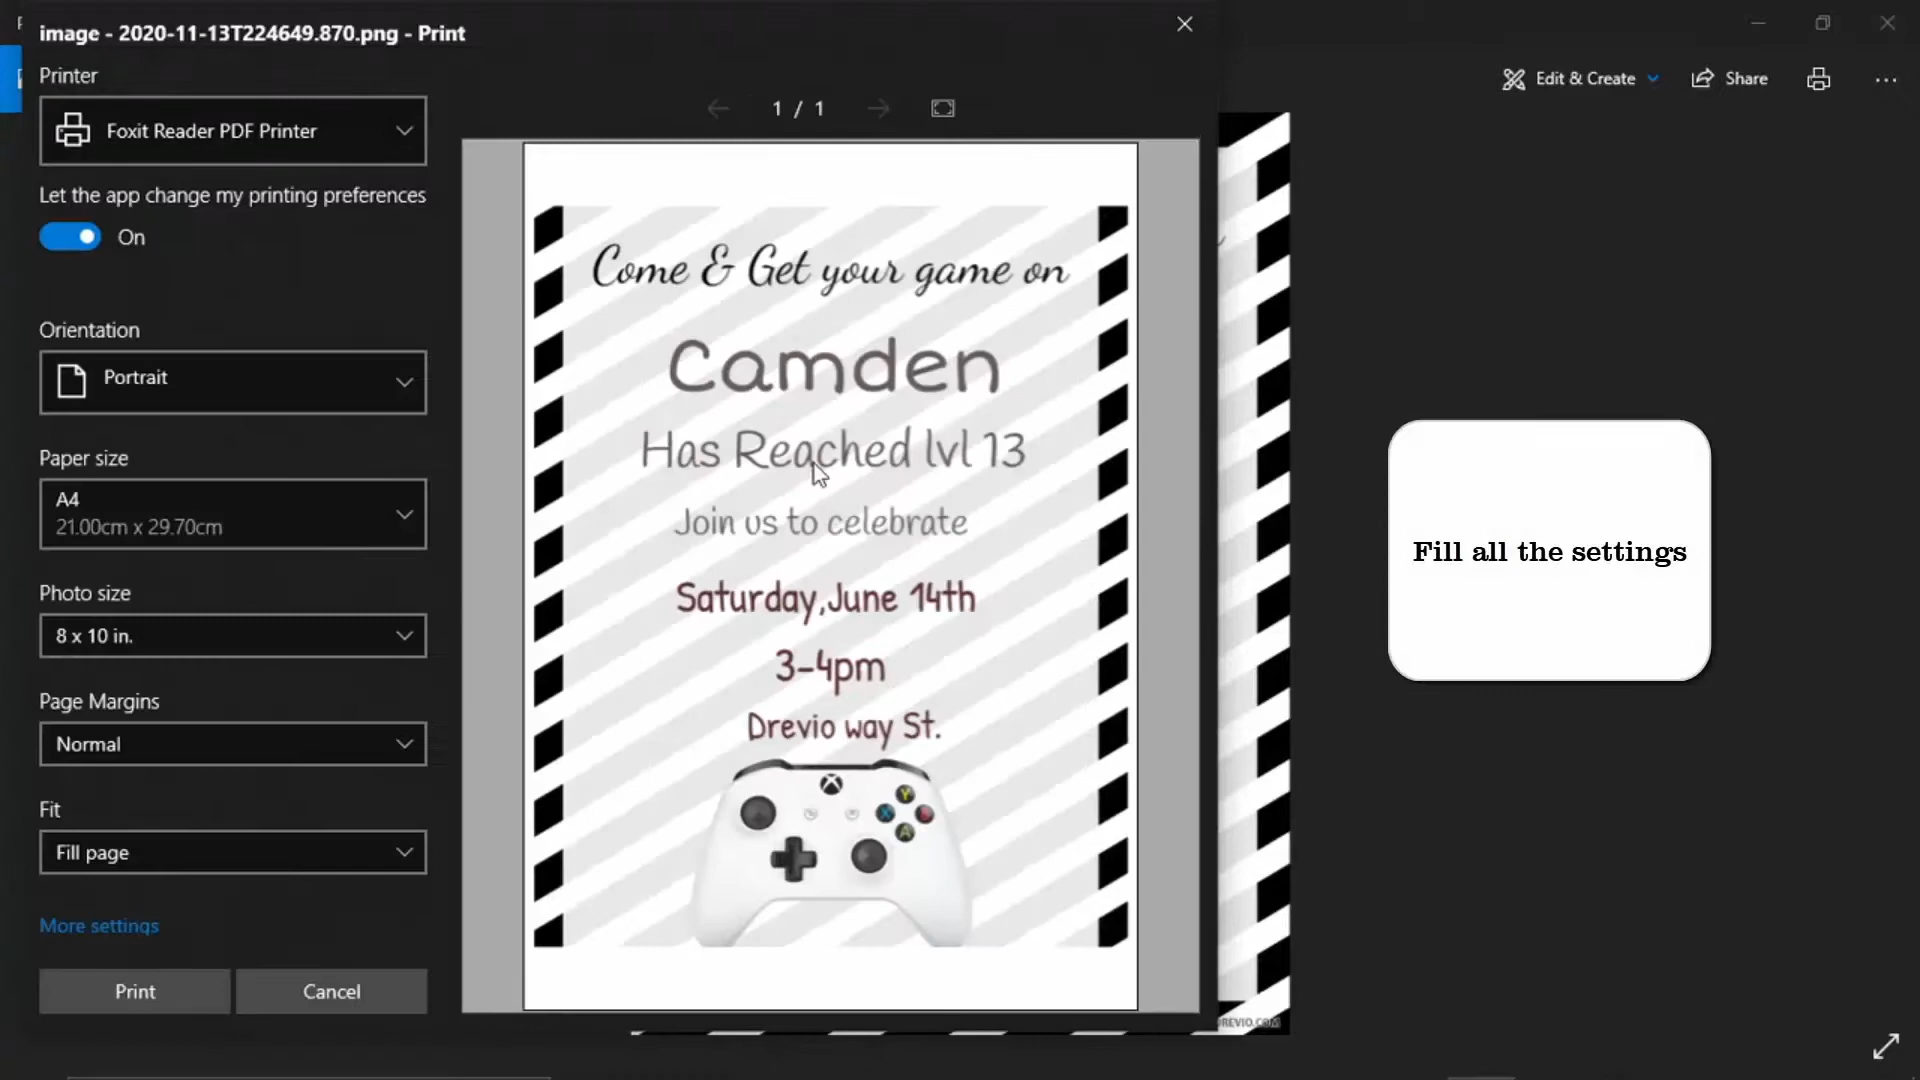 image - 2020-11-13T224649.870.png - Print
Edit & Create
Share
Printer
Foxit Reader PDF Printer
Let the app change my printing preferences
On
Orientation
Portrait
Paper size
A4
21.00cm x 29.70cm
Photo size
8 x 10 in.
Page Margins
Normal
Fit
Fill page
More settings
Print
Cancel
1 / 1
Come & Get your game on
Camden
Has Reached lvl 13
Join us to celebrate
Saturday,June 14th
3-4pm
Drevio way St.
Y
X
A
Fill all the settings
DREVIO.COM